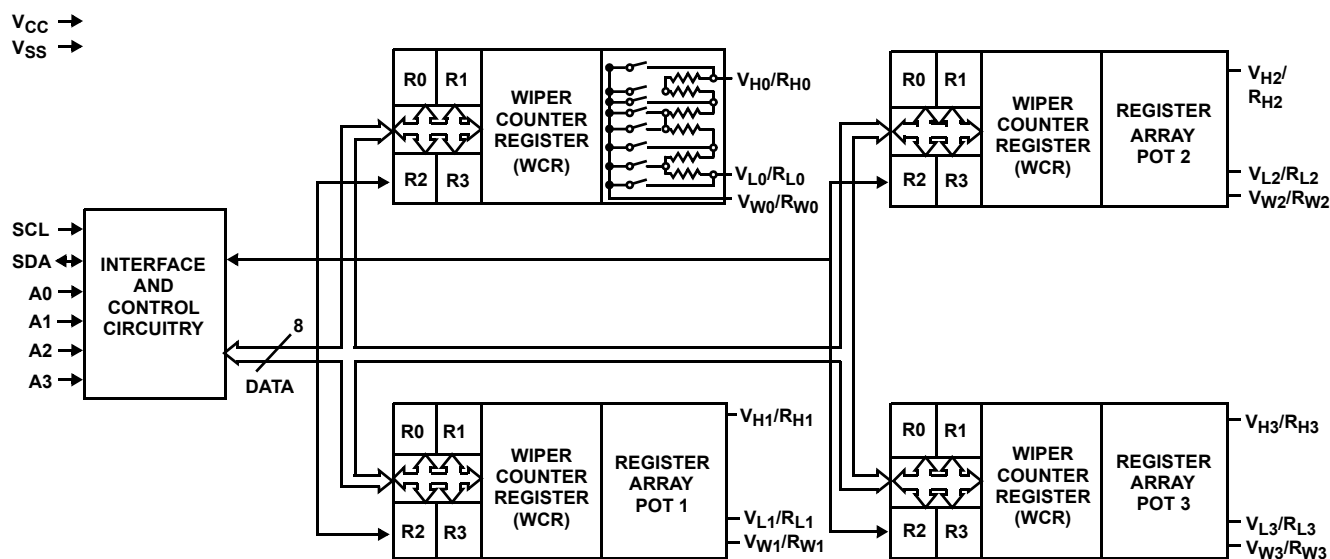 VCC
VSS
R0 R1
R2 R3
WIPER
COUNTER
REGISTER
(WCR)
VH0/RH0
VL0/RL0
VW0/RW0
R0 R1
R2 R3
WIPER
COUNTER
REGISTER
(WCR)
REGISTER
ARRAY
POT 2
VH2/
RH2
VL2/RL2
VW2/RW2
SCL
SDA
A0
A1
A2
A3
INTERFACE
AND
CONTROL
CIRCUITRY
8
DATA
R0 R1
R2 R3
WIPER
COUNTER
REGISTER
(WCR)
REGISTER
ARRAY
POT 1
VH1/RH1
VL1/RL1
VW1/RW1
R0 R1
R2 R3
WIPER
COUNTER
REGISTER
(WCR)
REGISTER
ARRAY
POT 3
VH3/RH3
VL3/RL3
VW3/RW3